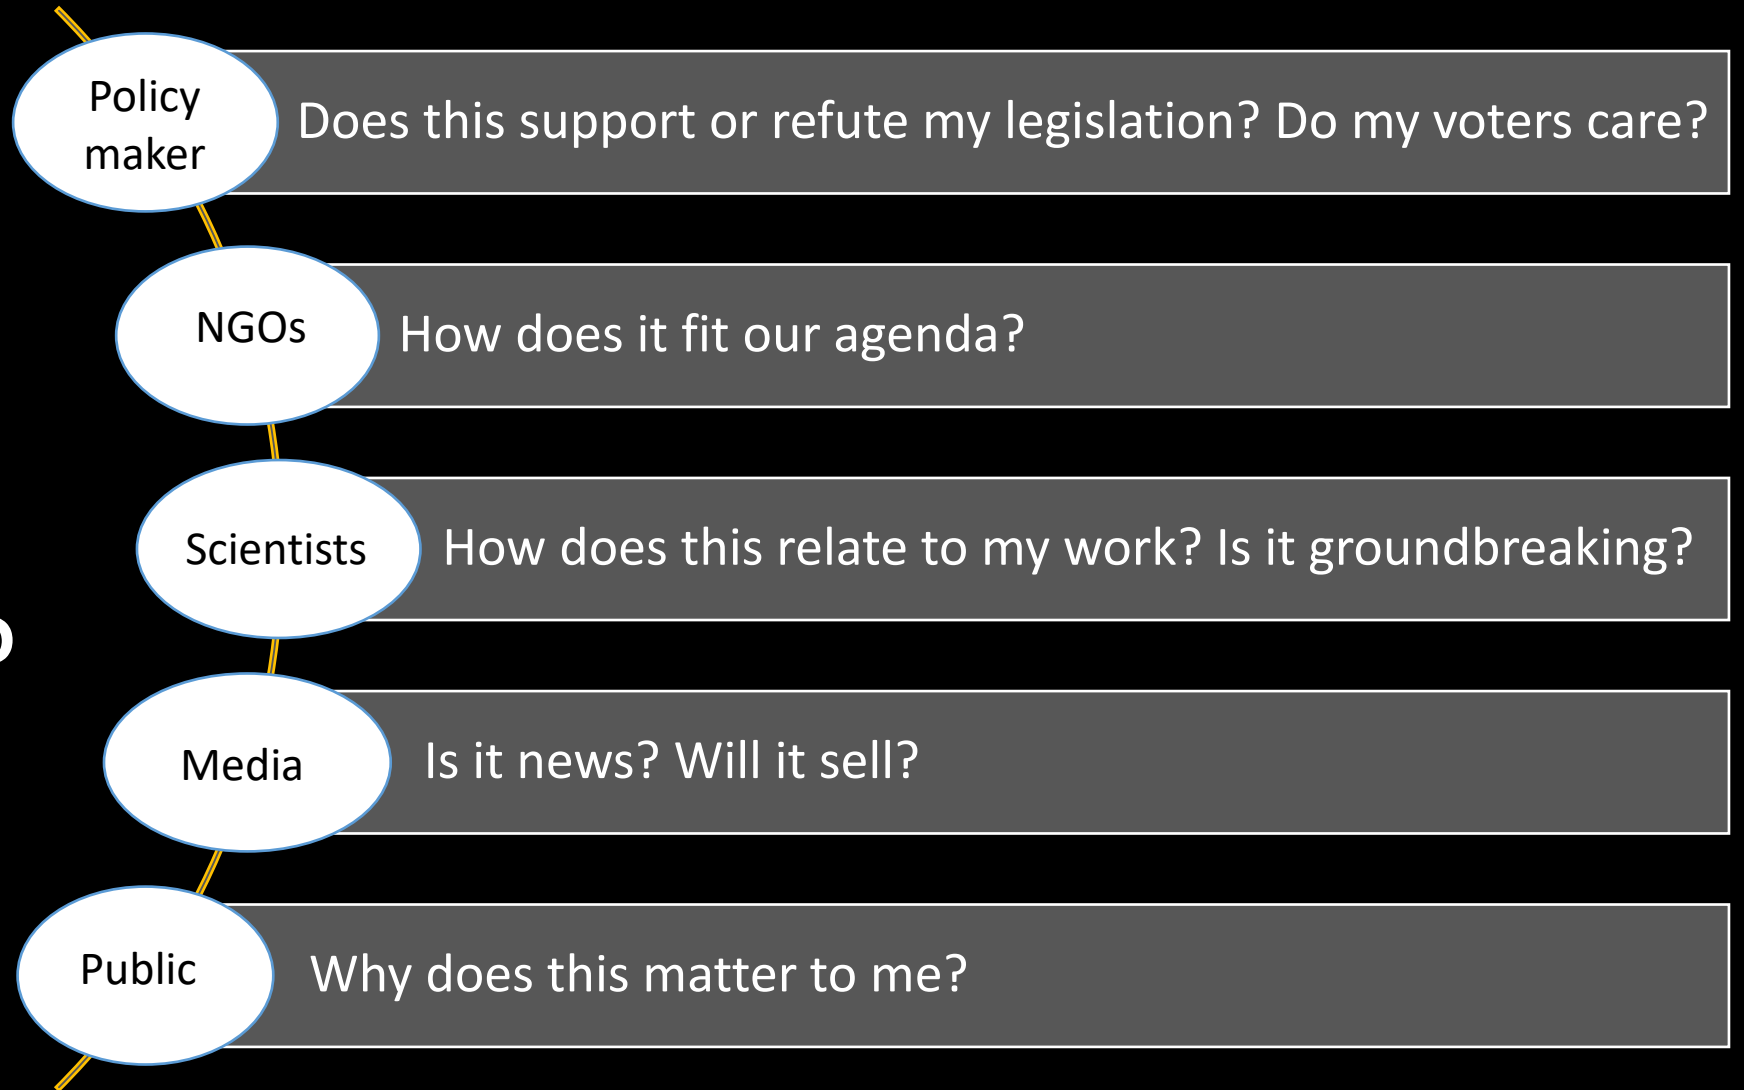 Policy
maker
Does this support or refute my legislation? Do my voters care?
NGOs
How does it fit our agenda?
Scientists
How does this relate to my work? Is it groundbreaking?
Media
Is it news? Will it sell?
Public
Why does this matter to me?